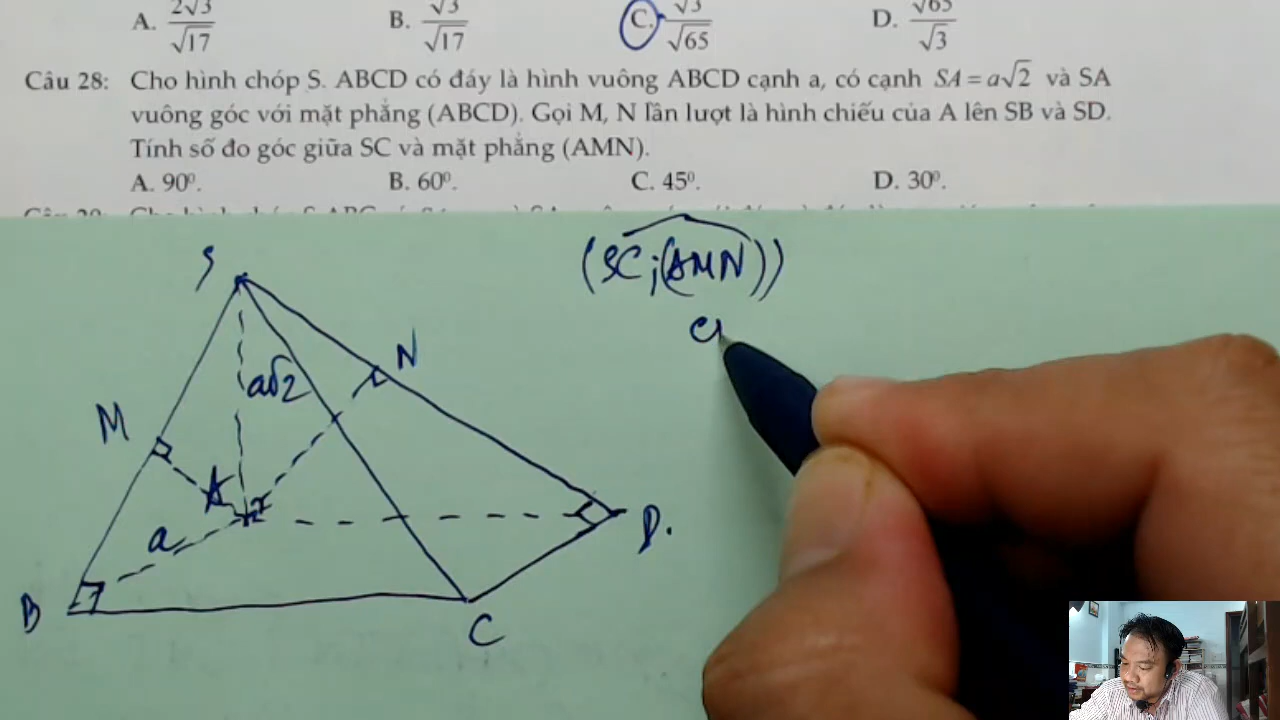 A. 2√3/√17 B. √3/√17 C. √3/√65 D. √65/√3
Câu 28: Cho hình chóp S. ABCD có đáy là hình vuông ABCD cạnh a, có cạnh SA = a√2 và SA
vuông góc với mặt phẳng (ABCD). Gọi M, N lần lượt là hình chiếu của A lên SB và SD.
Tính số đo góc giữa SC và mặt phẳng (AMN).
A. 90⁰. B. 60⁰. C. 45⁰. D. 30⁰.
(SC;(AMN))
S
N
a√2
M
A
a
D.
B
C